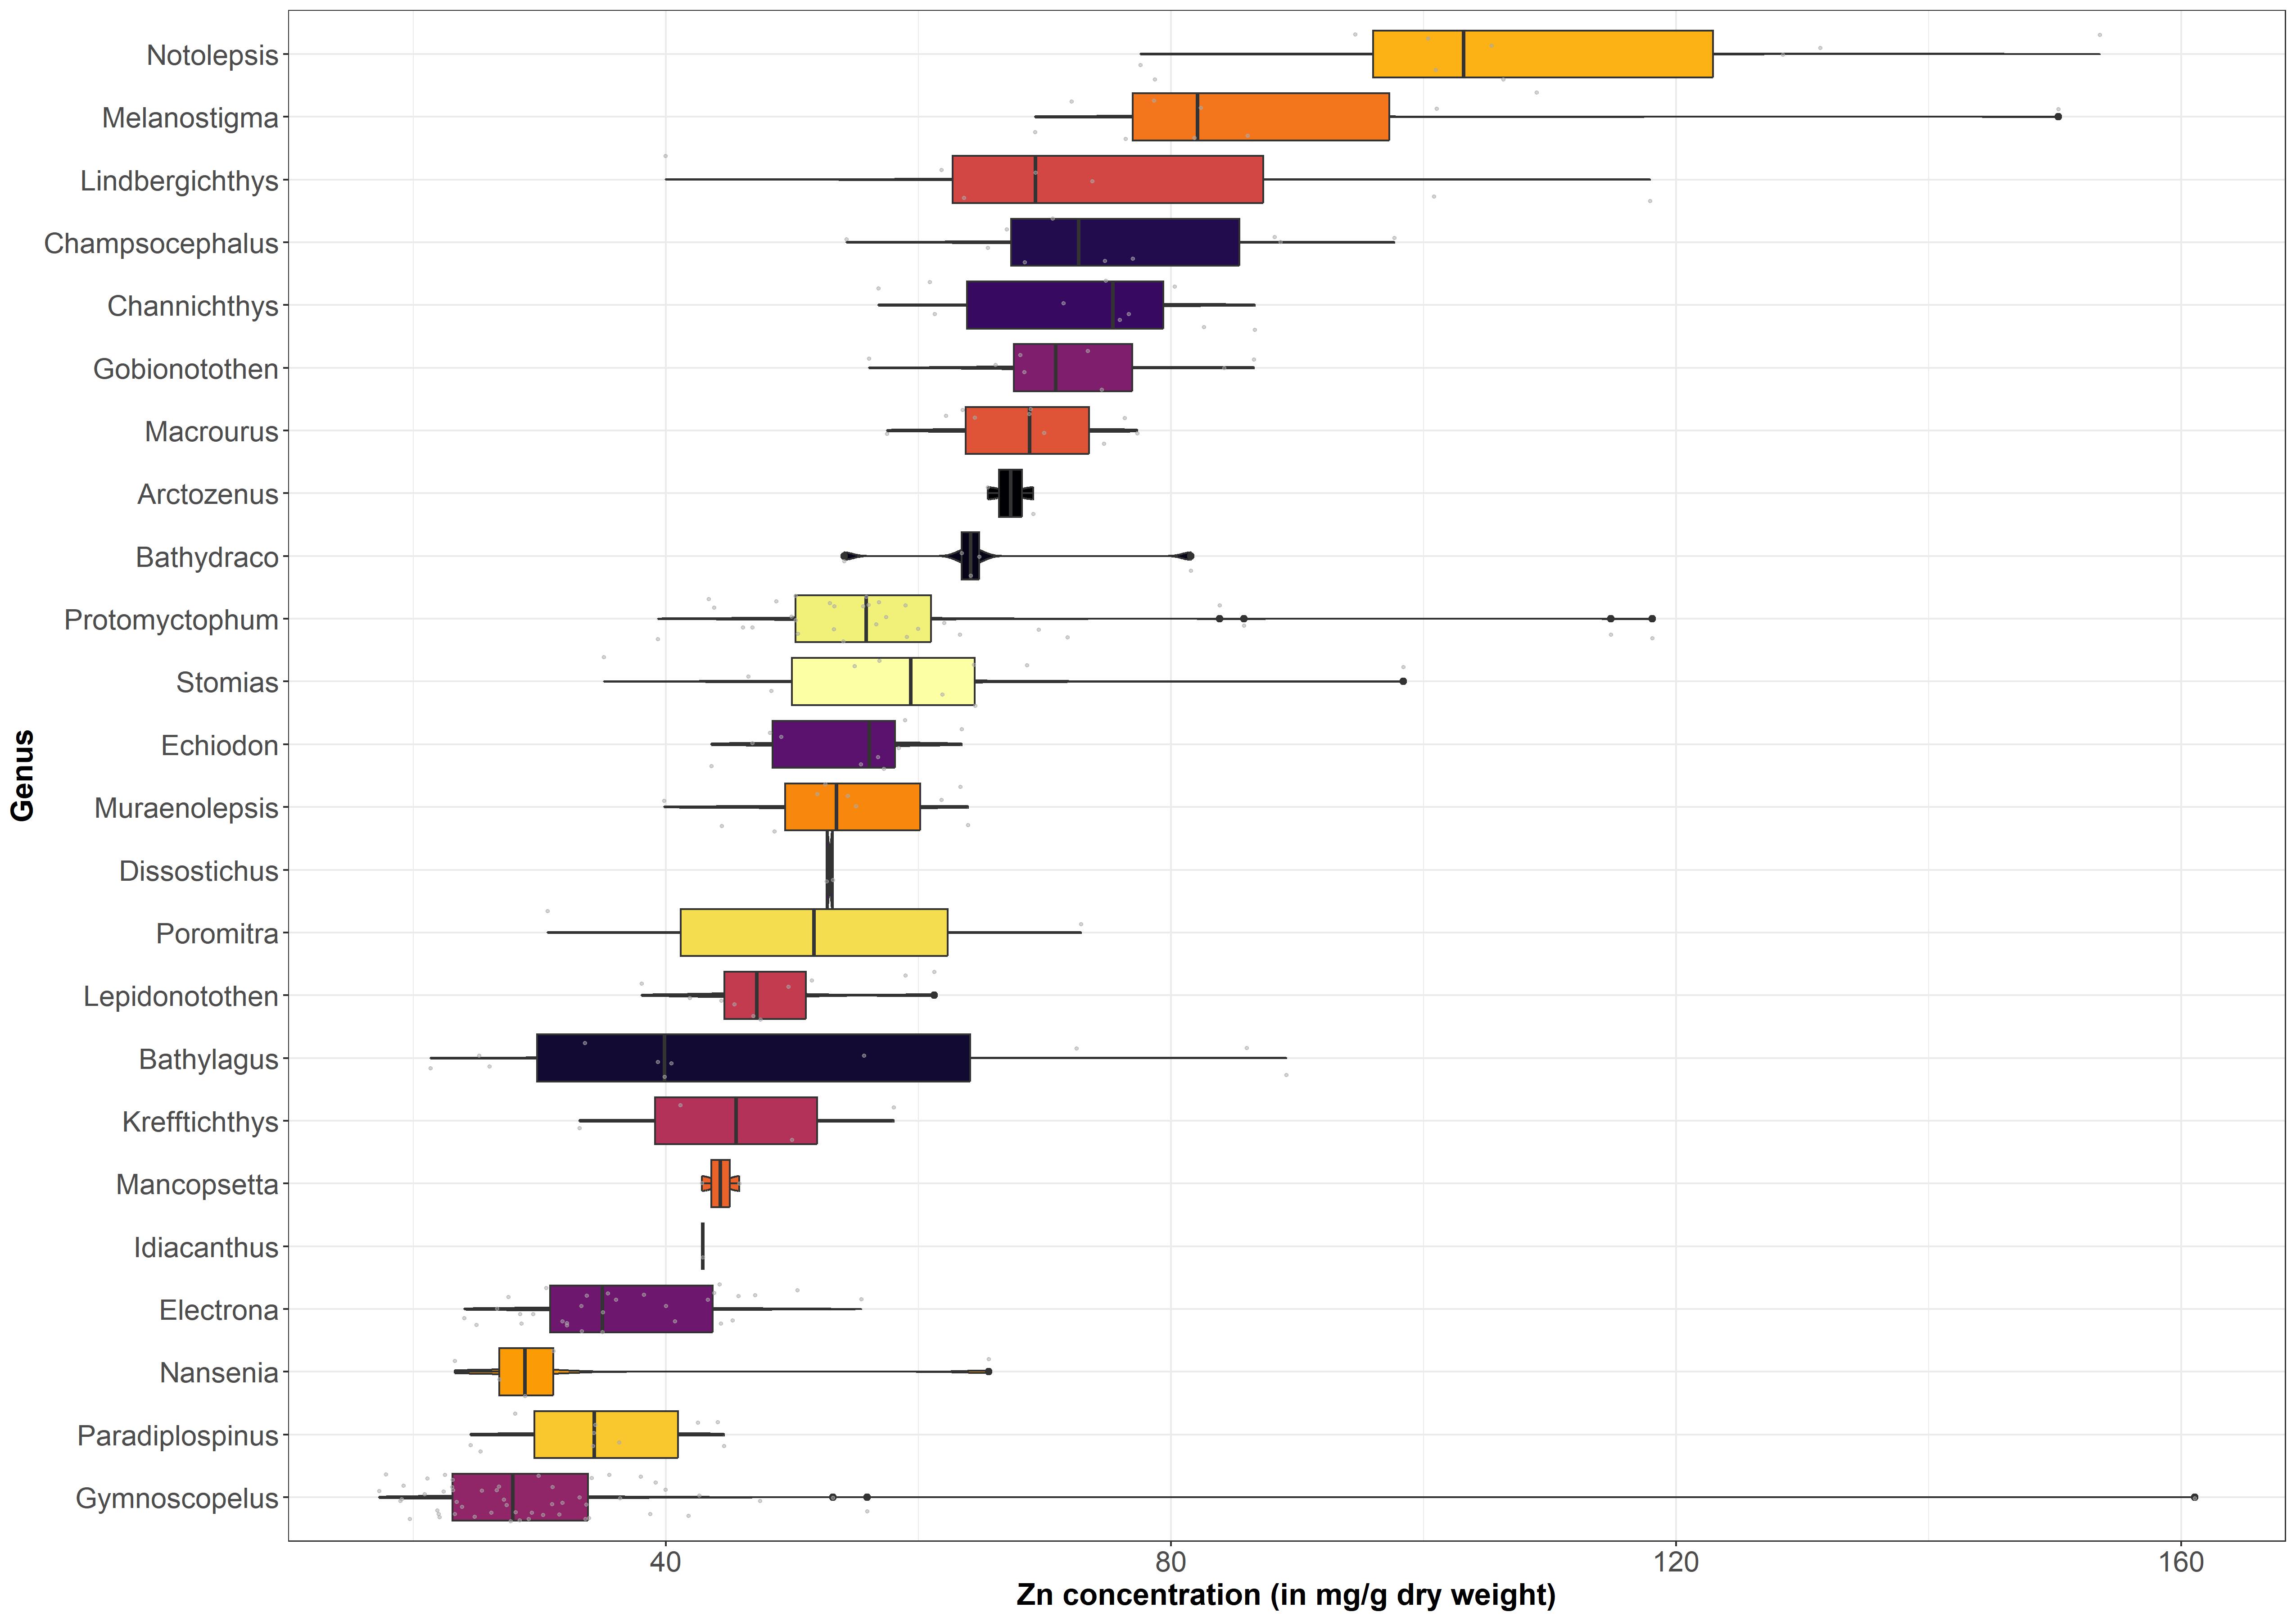 Notolepsis
Melanostigma
Lindbergichthys
Champsocephalus
Channichthys
Gobionotothen
Macrourus
Arctozenus
Bathydraco
Protomyctophum
Stomias
Echiodon
Muraenolepsis
Dissostichus
Poromitra
Lepidonotothen
Bathylagus
Krefftichthys
Mancopsetta
Idiacanthus
Electrona
Nansenia
Paradiplospinus
Gymnoscopelus
Genus
40 80 120 160
Zn concentration (in mg/g dry weight)